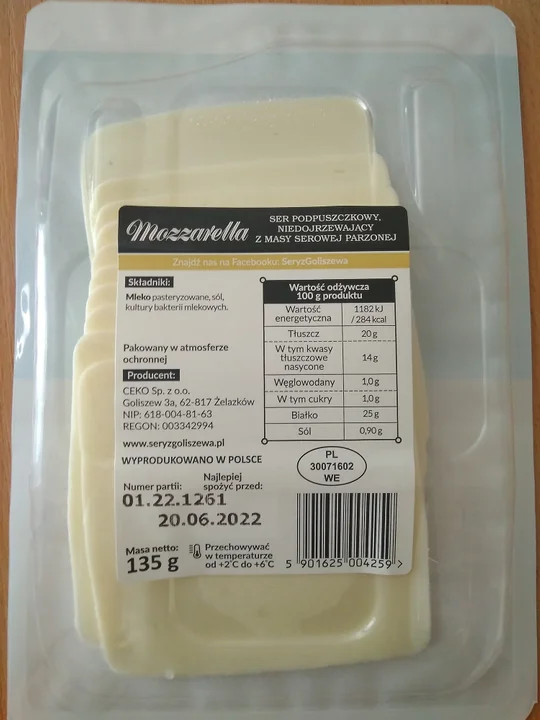 Mozzarella
SER PODPUSZCZKOWY,
NIEDOJRZEWAJĄCY
Z MASY SEROWEJ PARZONEJ
Znajdź nas na Facebooku: SeryzGoliszewa
Składniki:
Mleko pasteryzowane, sól,
kultury bakterii mlekowych.
Pakowany w atmosferze
ochronnej
Producent:
CEKO Sp. z o.o.
Goliszew 3a, 62-817 Żelazków
NIP: 618-004-81-63
REGON: 003342994
www.seryzgoliszewa.pl
WYPRODUKOWANO W POLSCE
Wartość odżywcza
100 g produktu
Wartość energetyczna 1182 kJ / 284 kcal
Tłuszcz 20 g
W tym kwasy tłuszczowe nasycone 14 g
Węglowodany 1,0 g
W tym cukry 1,0 g
Białko 25 g
Sól 0,90 g
PL
30071602
WE
Numer partii:
Najlepiej
spożyć przed:
01.22.1261
20.06.2022
Masa netto:
135 g
Przechowywać
w temperaturze
od +2°C do +6°C
5 901625 004259 >